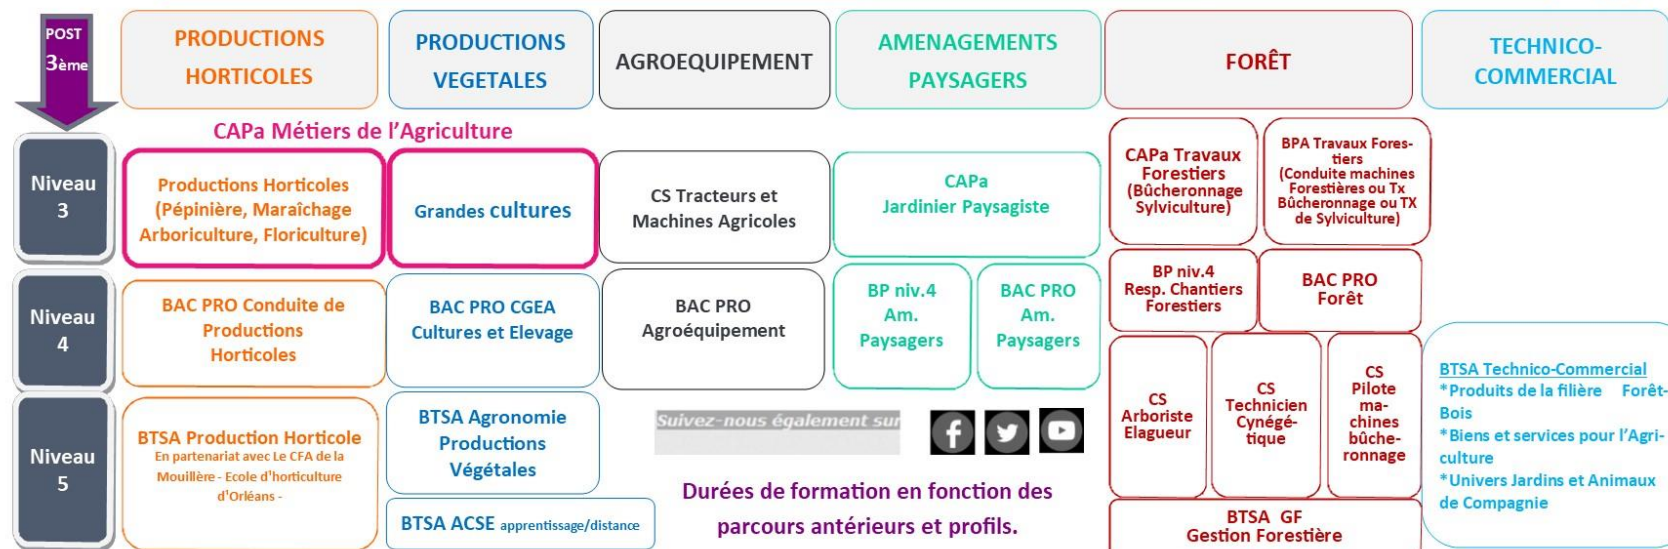 POST
3ème
PRODUCTIONS
HORTICOLES
PRODUCTIONS
VEGETALES
AGROEQUIPEMENT
AMENAGEMENTS
PAYSAGERS
FORÊT
TECHNICO-
COMMERCIAL
CAPa Métiers de l'Agriculture
Niveau
3
Productions Horticoles
(Pépinière, Maraîchage
Arboriculture, Floriculture)
Grandes cultures
CS Tracteurs et
Machines Agricoles
CAPa
Jardinier Paysagiste
CAPa Travaux
Forestiers
(Bûcheronnage
Sylviculture)
BPA Travaux Fores-
tiers
(Conduite machines
Forestières ou Tx
Bûcheronnage ou TX
de Sylviculture)
Niveau
4
BAC PRO Conduite de
Productions
Horticoles
BAC PRO CGEA
Cultures et Elevage
BAC PRO
Agroéquipement
BP niv.4
Am.
Paysagers
BAC PRO
Am.
Paysagers
BP niv.4
Resp. Chantiers
Forestiers
BAC PRO
Forêt
Niveau
5
BTSA Production Horticole
En partenariat avec Le CFA de la
Mouillère - Ecole d'horticulture
d'Orléans -
BTSA Agronomie
Productions
Végétales
BTSA ACSE apprentissage/distance
Suivez-nous également sur
Durées de formation en fonction des
parcours antérieurs et profils.
CS
Arboriste
Elagueur
CS
Technicien
Cynégé-
tique
CS
Pilote
ma-
chines
bûche-
ronnage
BTSA GF
Gestion Forestière
BTSA Technico-Commercial
*Produits de la filière Forêt-
Bois
*Biens et services pour l'Agri-
culture
*Univers Jardins et Animaux
de Compagnie